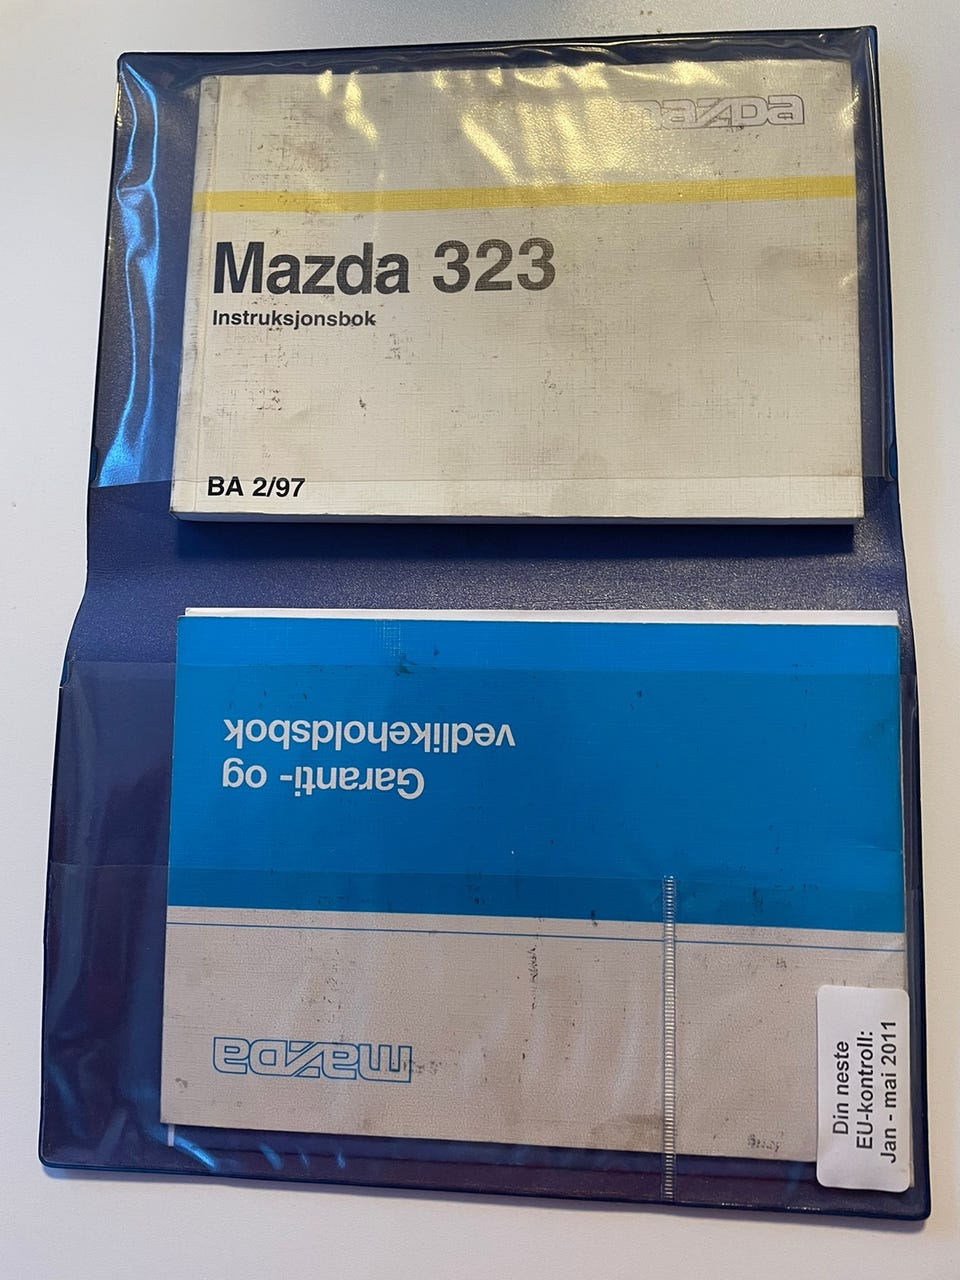 mazda
Mazda 323
Instruksjonsbok
BA 2/97
Garanti- og
vedlikeholdsbok
mazda
Din neste
EU-kontroll:
Jan - mai 2011